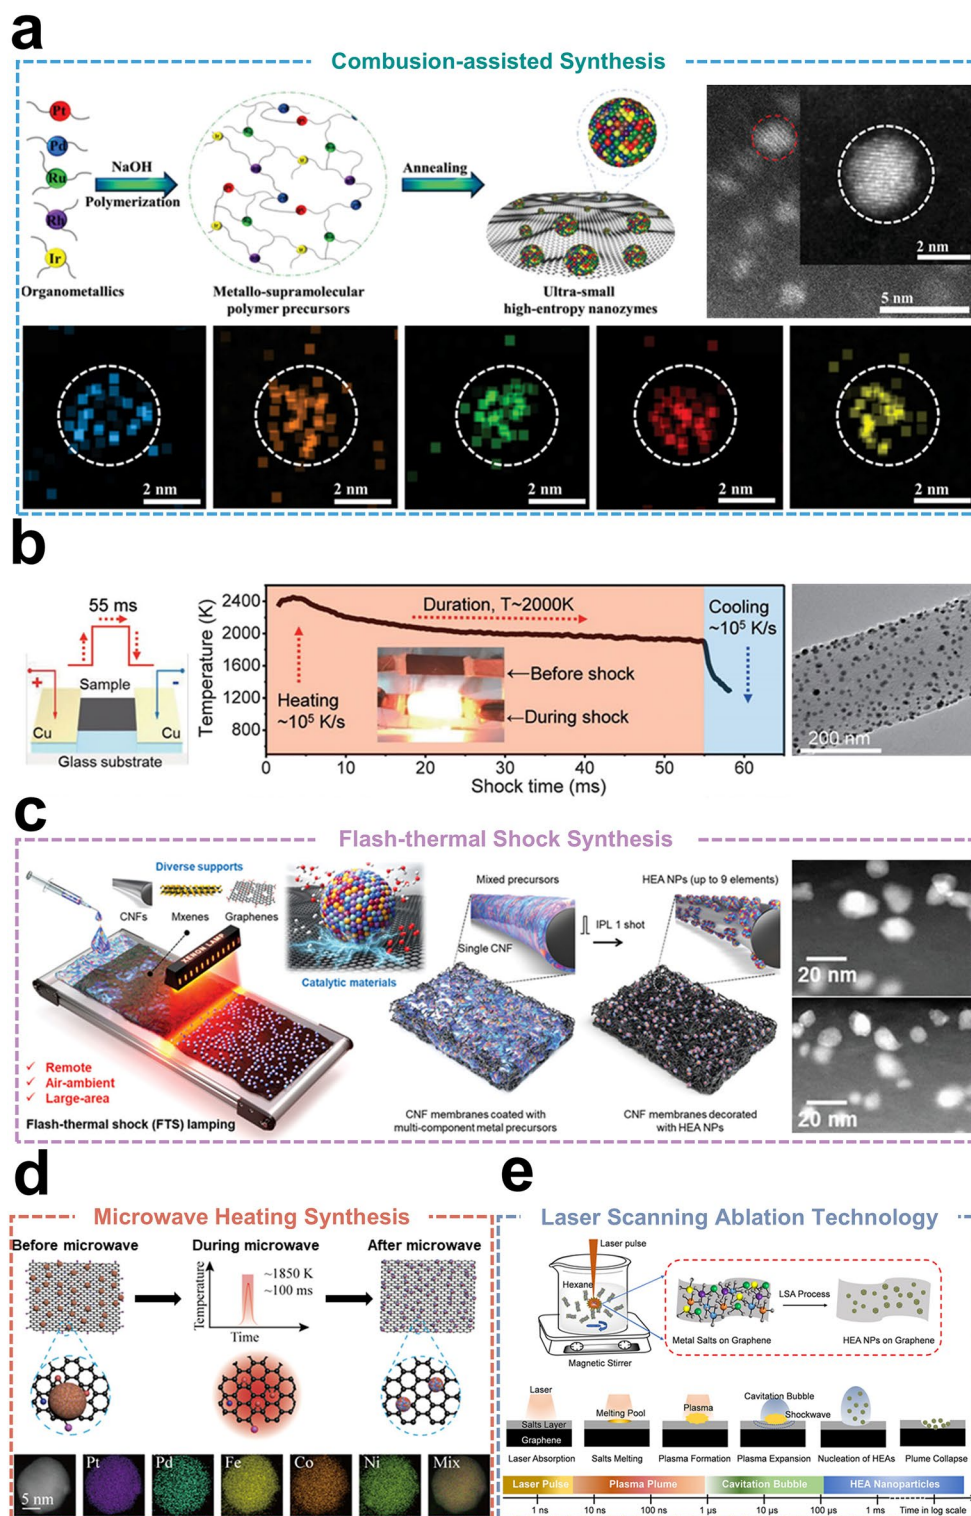 a
Combusion-assisted Synthesis
Pt
Pd
Ru
Rh
Ir
Organometallics
NaOH
Polymerization
Metallo-supramolecular
polymer precursors
Annealing
Ultra-small
high-entropy nanozymes
2 nm
5 nm
2 nm
2 nm
2 nm
2 nm
2 nm
b
55 ms
Sample
+
-
Cu
Cu
Glass substrate
Temperature (K)
2400
2000
1600
1200
800
Duration, T~2000K
Heating
~10⁵ K/s
←Before shock
←During shock
Cooling
~10⁵ K/s
0
10
20
30
40
50
60
Shock time (ms)
200 nm
c
Flash-thermal Shock Synthesis
Diverse supports
CNFs
Mxenes
Graphenes
XENON LAMP
Catalytic materials
✓ Remote
✓ Air-ambient
✓ Large-area
Flash-thermal shock (FTS) lamping
Mixed precursors
Single CNF
IPL 1 shot
HEA NPs (up to 9 elements)
CNF membranes coated with
multi-component metal precursors
CNF membranes decorated
with HEA NPs
20 nm
20 nm
d
Microwave Heating Synthesis
Before microwave
During microwave
After microwave
Temperature
~1850 K
~100 ms
Time
5 nm
Pt
Pd
Fe
Co
Ni
Mix
e
Laser Scanning Ablation Technology
Laser pulse
Hexane
Magnetic Stirrer
Metal Salts on Graphene
LSA Process
HEA NPs on Graphene
Laser
Salts Layer
Graphene
Laser Absorption
Melting Pool
Salts Melting
Plasma
Plasma Formation
Cavitation Bubble
Shockwave
Plasma Expansion
Nucleation of HEAs
Plume Collapse
Laser Pulse
Plasma Plume
Cavitation Bubble
HEA Nanoparticles
1 ns
10 ns
100 ns
1 μs
10 μs
100 μs
1 ms
Time in log scale